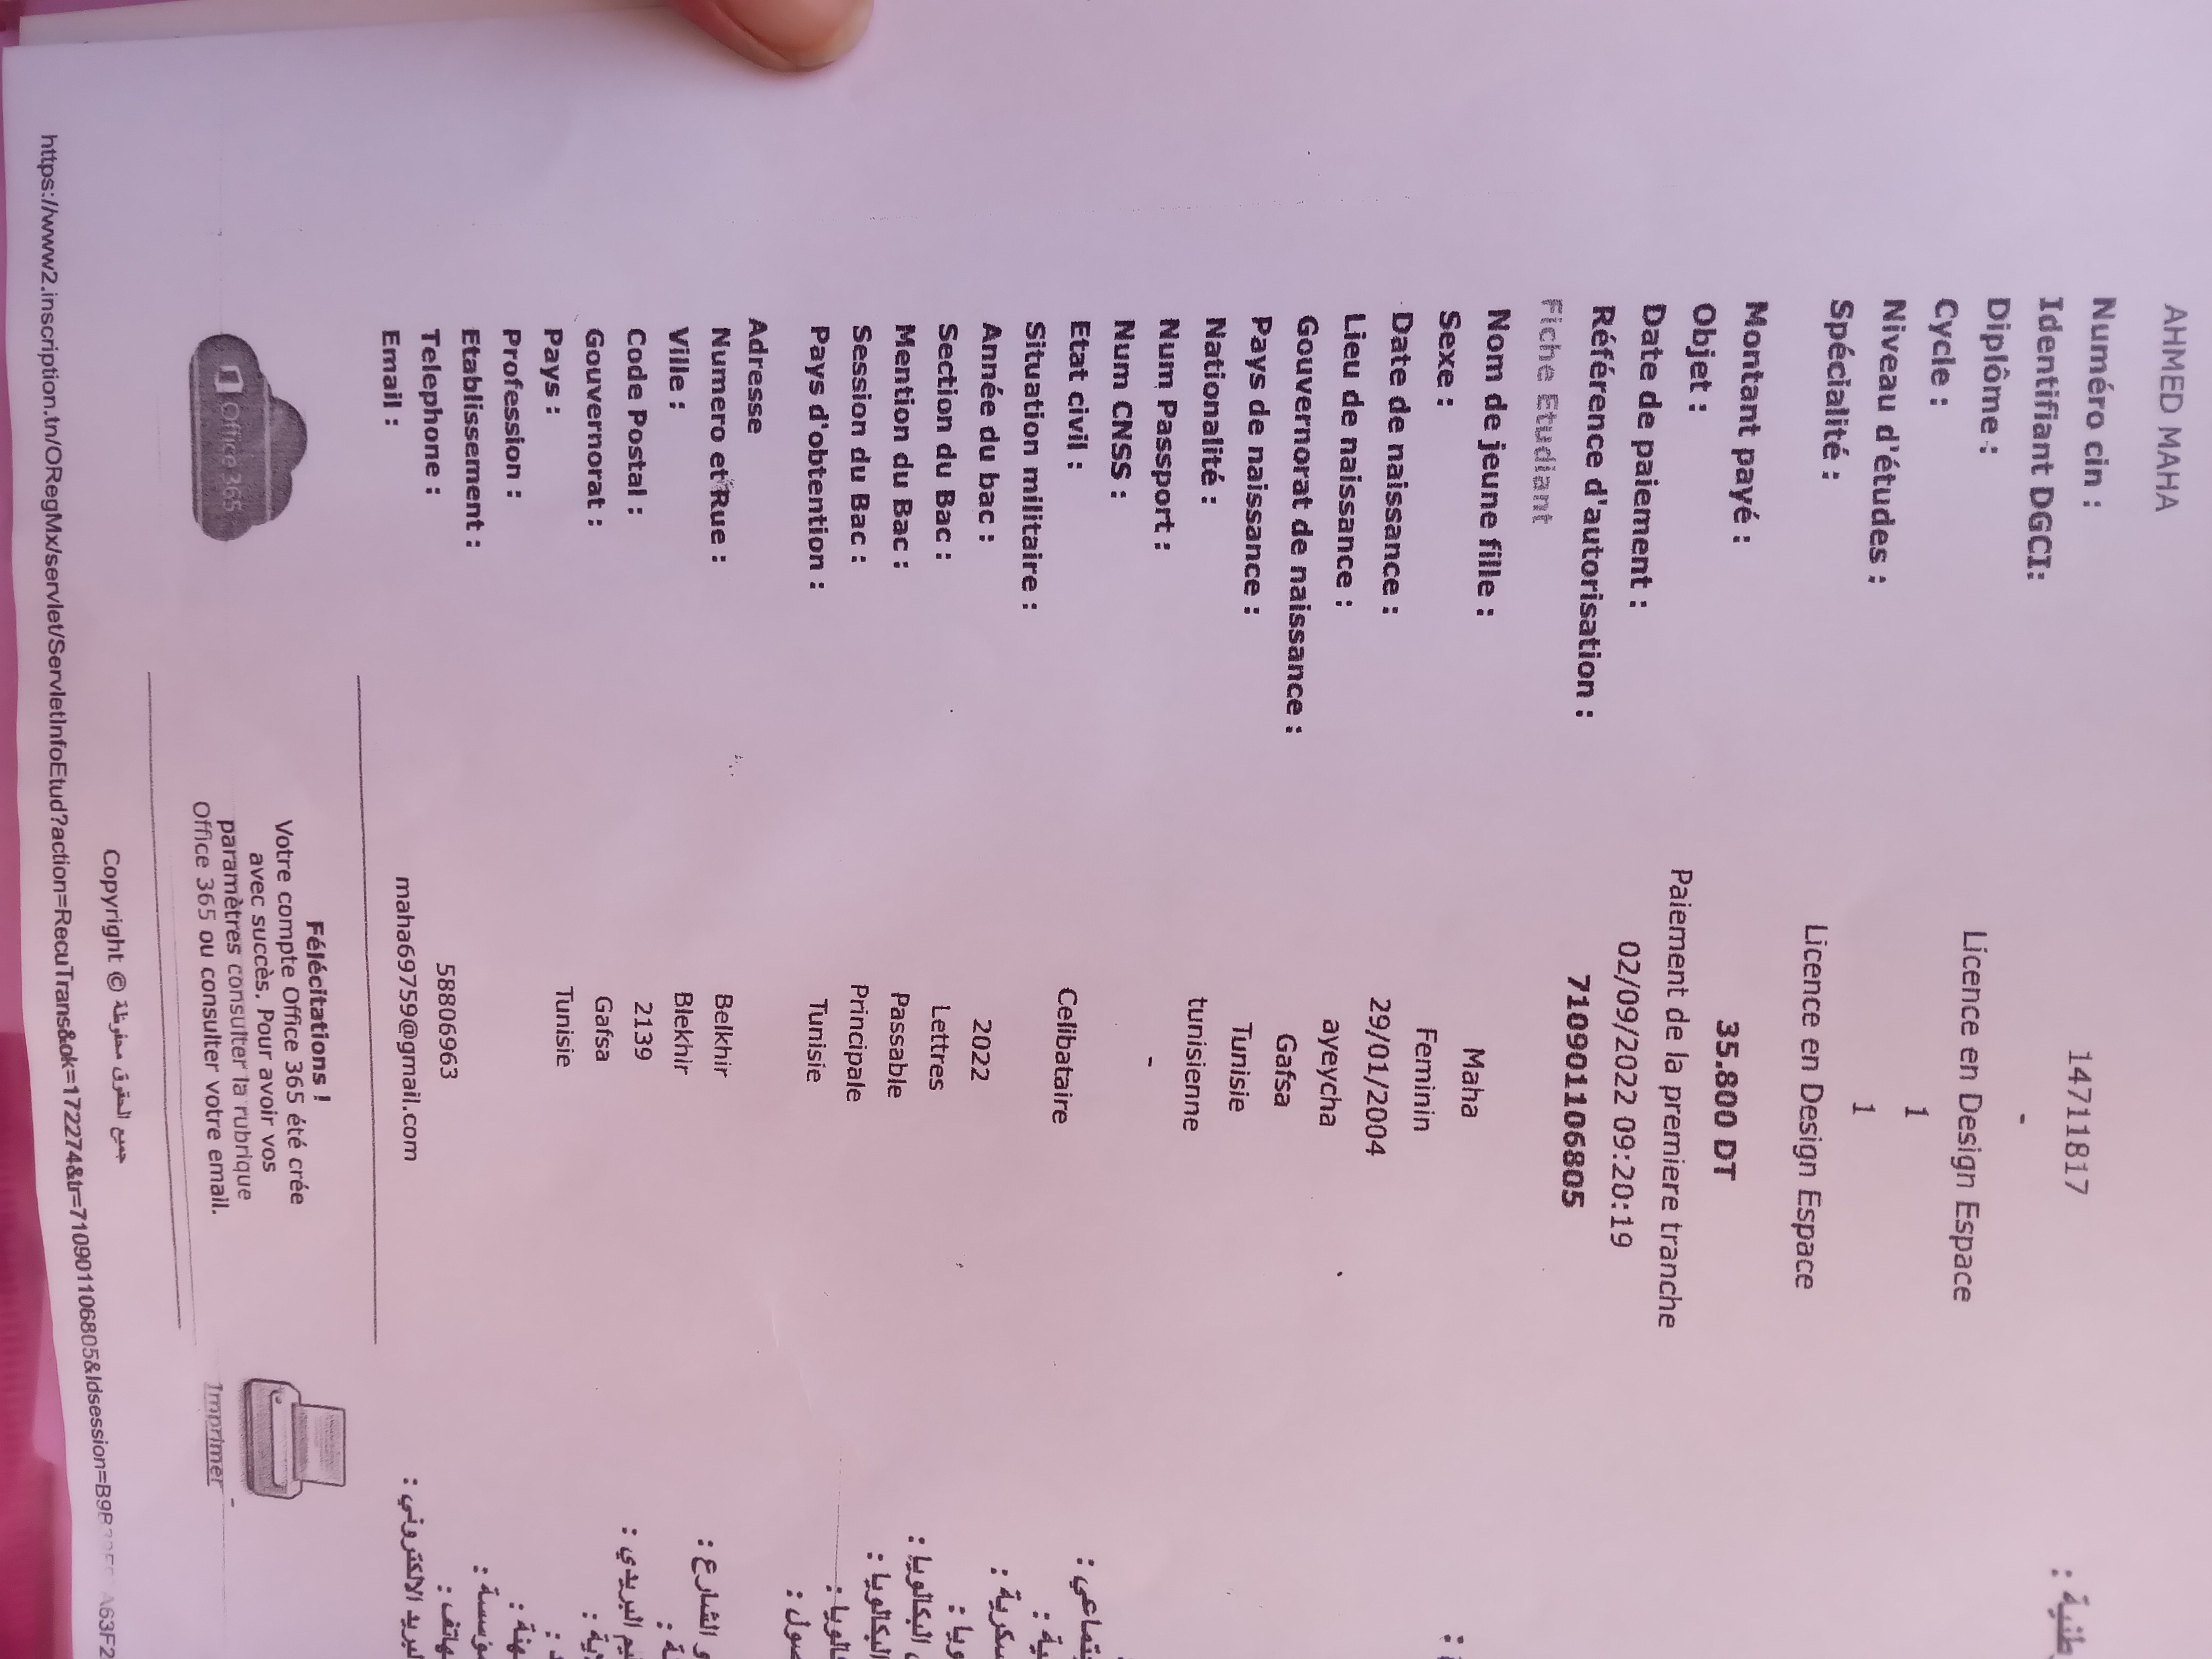 AHMED MAHA
Numéro cin : 14711817
Identifiant DGCI: -
Diplôme : Licence en Design Espace
Cycle : 1
Niveau d'études : 1
Spécialité : Licence en Design Espace
Montant payé : 35.800 DT
Objet : Paiement de la premiere tranche
Date de paiement : 02/09/2022 09:20:19
Référence d'autorisation : 710901106805
Fiche Etudiant
Nom de jeune fille : Maha
Sexe : Feminin
Date de naissance : 29/01/2004
Lieu de naissance : ayeycha
Gouvernorat de naissance : Gafsa
Pays de naissance : Tunisie
Nationalité : tunisienne
Num Passport : -
Num CNSS :
Etat civil : Celibataire
Situation militaire :
Année du bac : 2022
Section du Bac : Lettres
Mention du Bac : Passable
Session du Bac : Principale
Pays d'obtention : Tunisie
Adresse
Numero et Rue : Belkhir
Ville : Blekhir
Code Postal : 2139
Gouvernorat : Gafsa
Pays : Tunisie
Profession :
Etablissement :
Telephone : 58806963
Email : maha69759@gmail.com
Félécitations !
Votre compte Office 365 été crée
avec succès. Pour avoir vos
paramètres consulter la rubrique
Office 365 ou consulter votre email.
Office 365
Imprimer
Copyright © جميع الحقوق محفوظة
https://www2.inscription.tn/ORegMx/servlet/ServletInfoEtud?action=RecuTrans&ok=172274&tr=710901106805&Idsession=